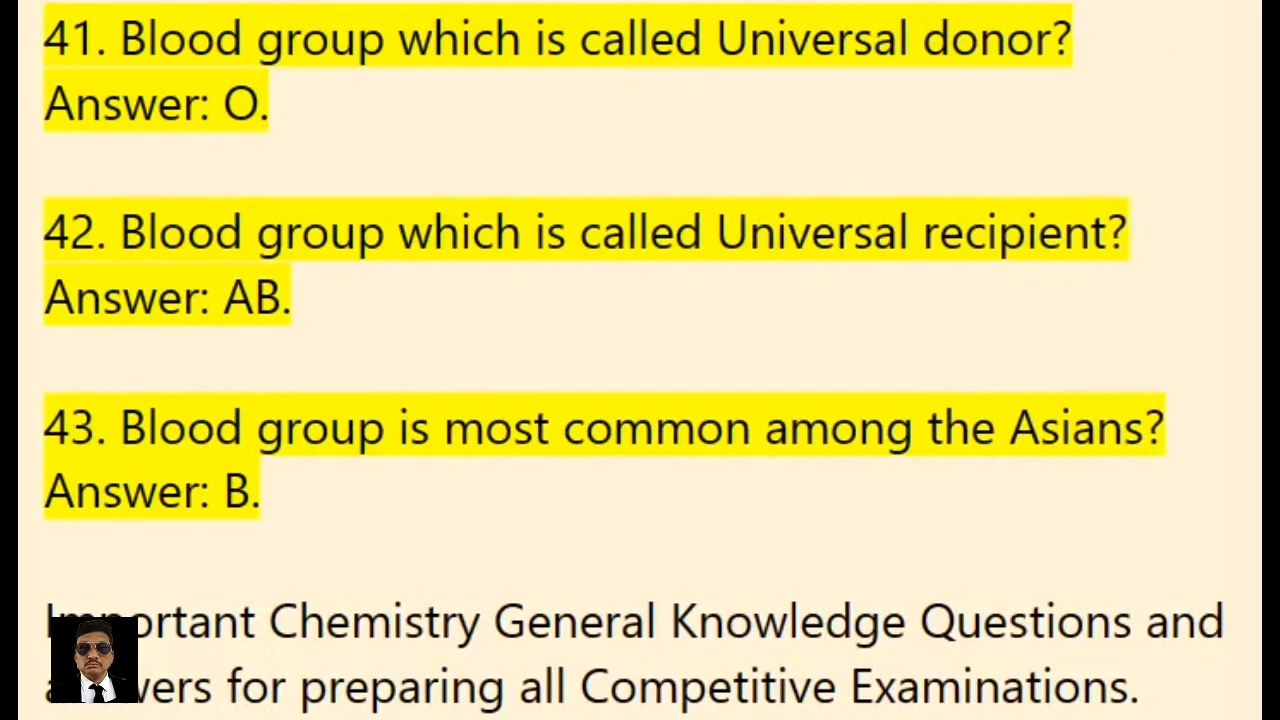 41. Blood group which is called Universal donor?
Answer: O.
42. Blood group which is called Universal recipient?
Answer: AB.
43. Blood group is most common among the Asians?
Answer: B.
Chemistry General Knowledge Questions and
for preparing all Competitive Examinations.